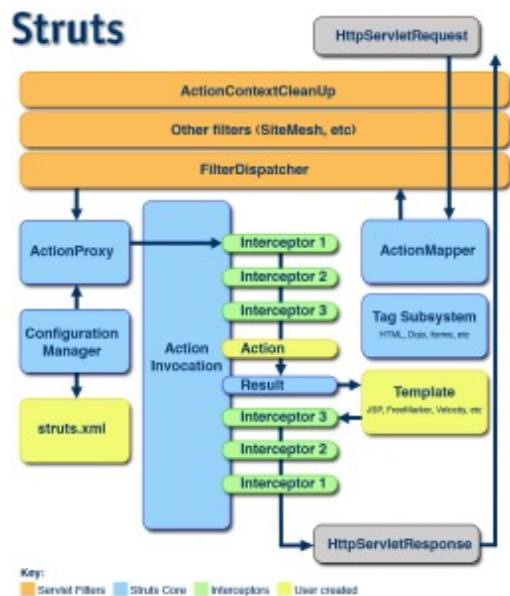 Struts
HttpServletRequest
ActionContextCleanUp
Other filters (SiteMesh, etc)
FilterDispatcher
ActionProxy
Interceptor 1
ActionMapper
Interceptor 2
Interceptor 3
Tag Subsystem
HTML, Dojo, forms, etc
Configuration
Manager
Action
Invocation
Action
Result
Template
JSP, FreeMarker, Velocity, etc
struts.xml
Interceptor 3
Interceptor 2
Interceptor 1
HttpServletResponse
Key:
Servlet Filters
Struts Core
Interceptors
User created